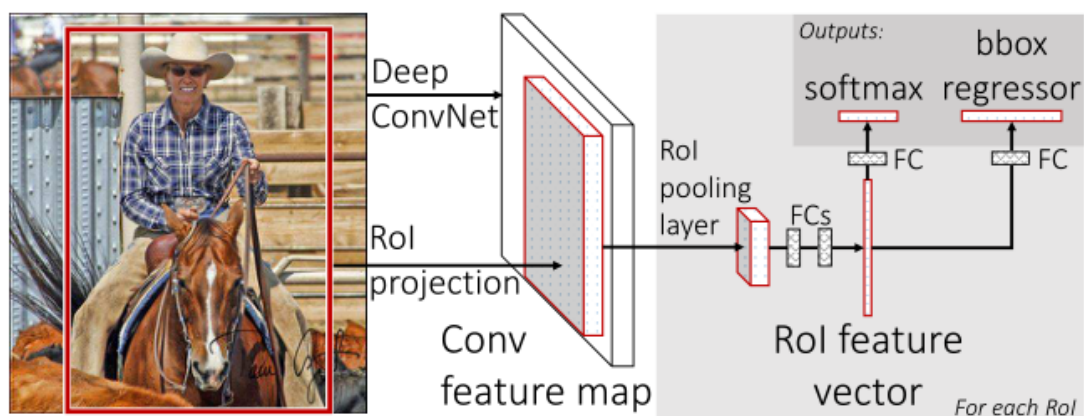 Deep
ConvNet
RoI
projection
Conv
feature map
RoI
pooling
layer
FCs
RoI feature
vector
Outputs:
softmax
bbox
regressor
FC
FC
For each RoI